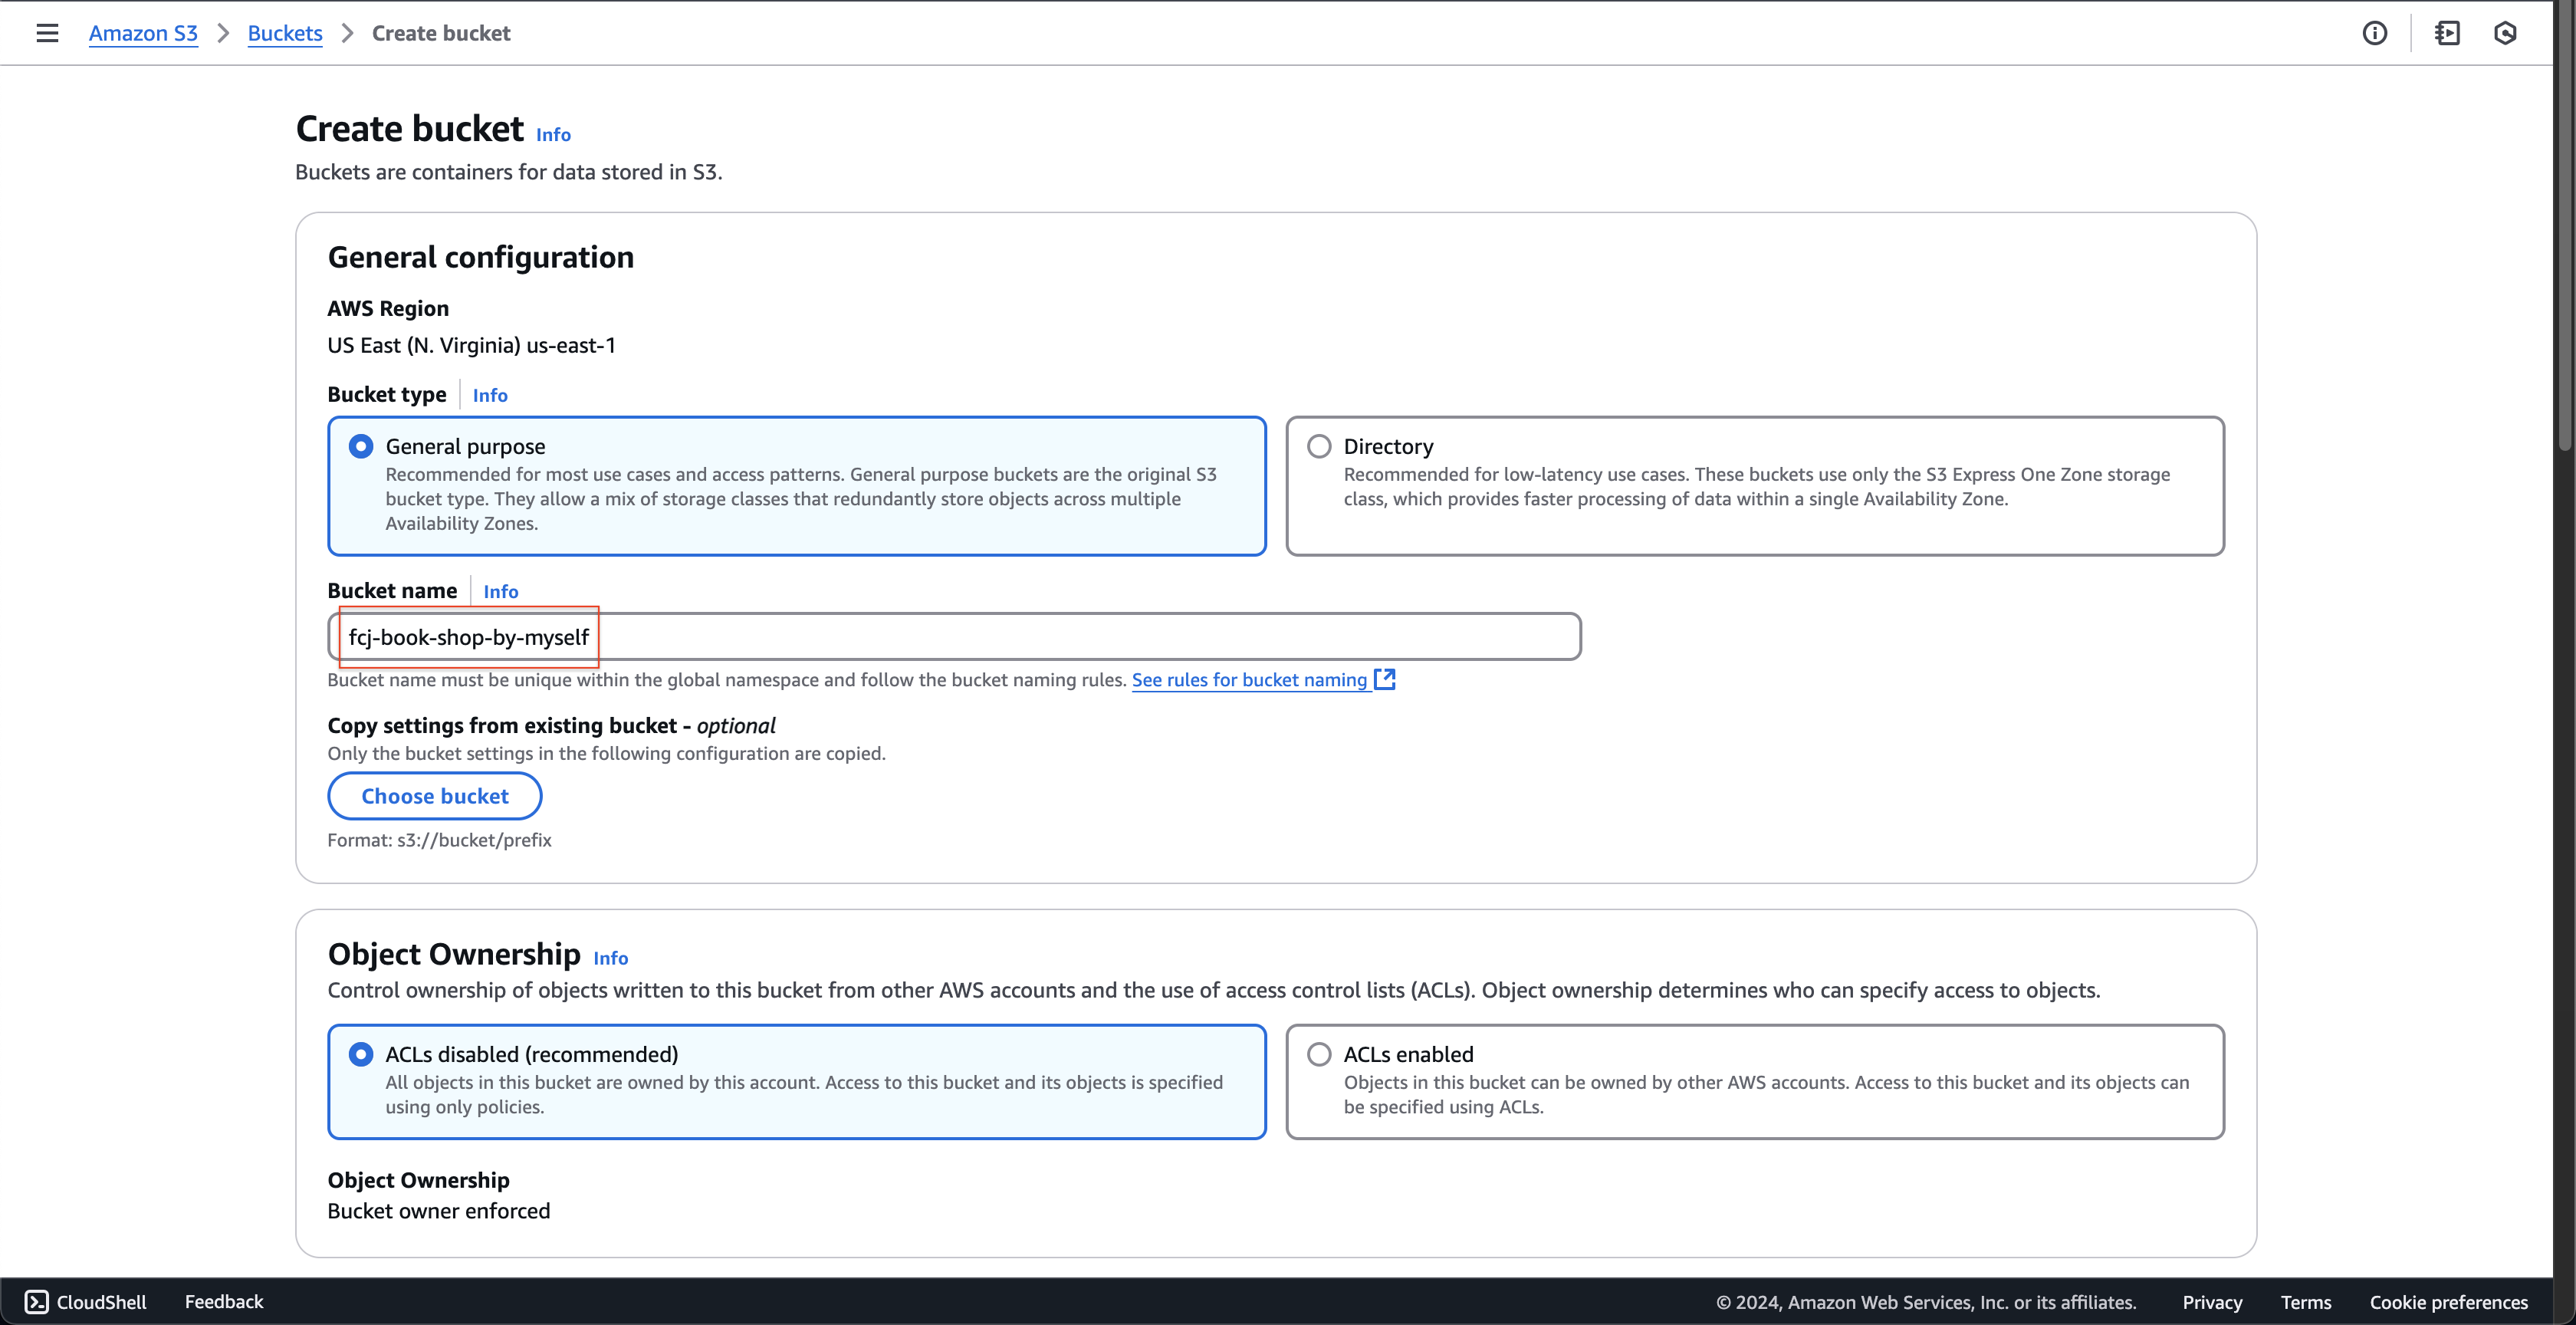 Amazon S3 > Buckets > Create bucket
Create bucket Info
Buckets are containers for data stored in S3.
General configuration
AWS Region
US East (N. Virginia) us-east-1
Bucket type Info
General purpose
Recommended for most use cases and access patterns. General purpose buckets are the original S3
bucket type. They allow a mix of storage classes that redundantly store objects across multiple
Availability Zones.
Directory
Recommended for low-latency use cases. These buckets use only the S3 Express One Zone storage
class, which provides faster processing of data within a single Availability Zone.
Bucket name Info
fcj-book-shop-by-myself
Bucket name must be unique within the global namespace and follow the bucket naming rules. See rules for bucket naming
Copy settings from existing bucket - optional
Only the bucket settings in the following configuration are copied.
Choose bucket
Format: s3://bucket/prefix
Object Ownership Info
Control ownership of objects written to this bucket from other AWS accounts and the use of access control lists (ACLs). Object ownership determines who can specify access to objects.
ACLs disabled (recommended)
All objects in this bucket are owned by this account. Access to this bucket and its objects is specified
using only policies.
ACLs enabled
Objects in this bucket can be owned by other AWS accounts. Access to this bucket and its objects can
be specified using ACLs.
Object Ownership
Bucket owner enforced
CloudShell Feedback © 2024, Amazon Web Services, Inc. or its affiliates. Privacy Terms Cookie preferences